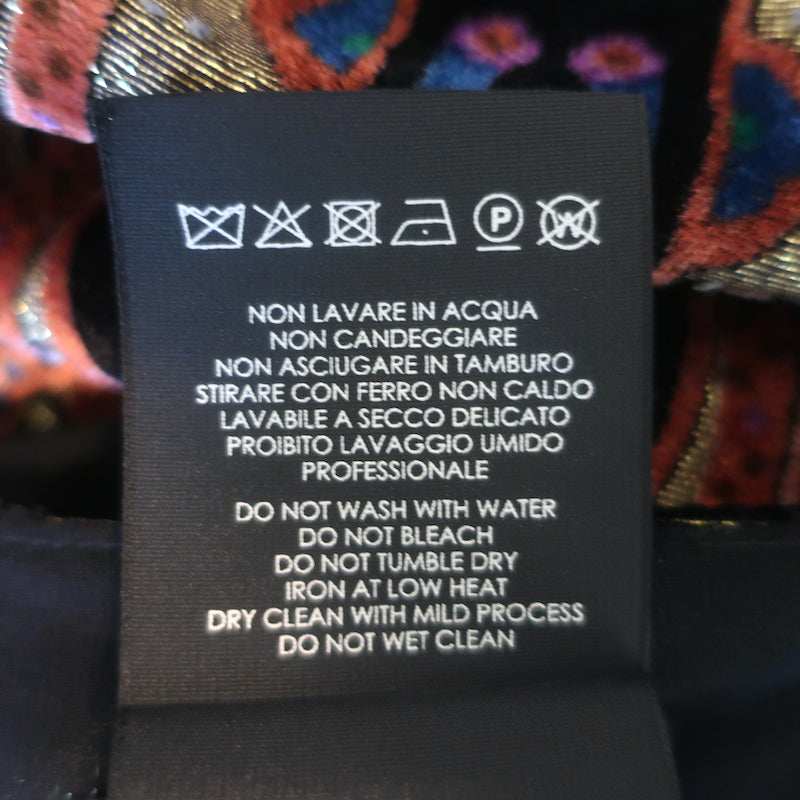 P W
NON LAVARE IN ACQUA
NON CANDEGGIARE
NON ASCIUGARE IN TAMBURO
STIRARE CON FERRO NON CALDO
LAVABILE A SECCO DELICATO
PROIBITO LAVAGGIO UMIDO
PROFESSIONALE
DO NOT WASH WITH WATER
DO NOT BLEACH
DO NOT TUMBLE DRY
IRON AT LOW HEAT
DRY CLEAN WITH MILD PROCESS
DO NOT WET CLEAN